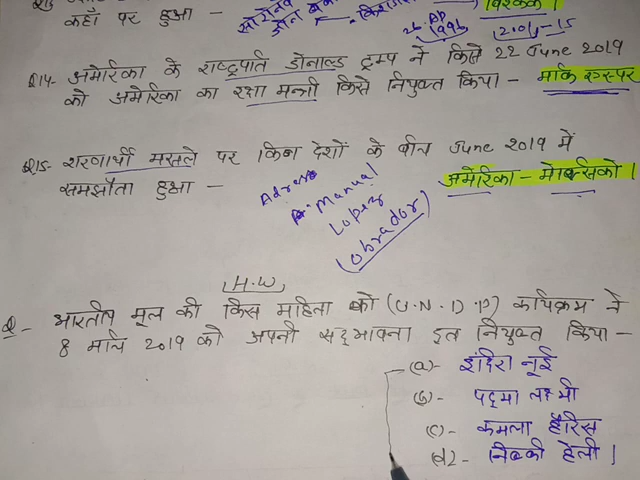 कहाँ पर हुआ -
26 AP 1996
2001-15
Q14- अमेरिका के राष्ट्रपति डोनाल्ड ट्रम्प ने किसे 22 June 2019
को अमेरिका का रक्षा मन्त्री किसे नियुक्त किया - मार्क एस्पर
Q15- शरणार्थी मसले पर किन देशों के बीच June 2019 में
समझौता हुआ - अमेरिका - मेक्सिको।
Manual
Lopez
(obrador)
(H.W)
Q- भारतीय मूल की किस महिला को (U.N.D.P) कार्यक्रम ने
8 मार्च 2019 को अपनी सद्भावना दूत नियुक्त किया -
(a)- इंदिरा नूई
(b)- पद्मा लक्ष्मी
(c)- कमला हैरिस
(d)- निक्की हेली।